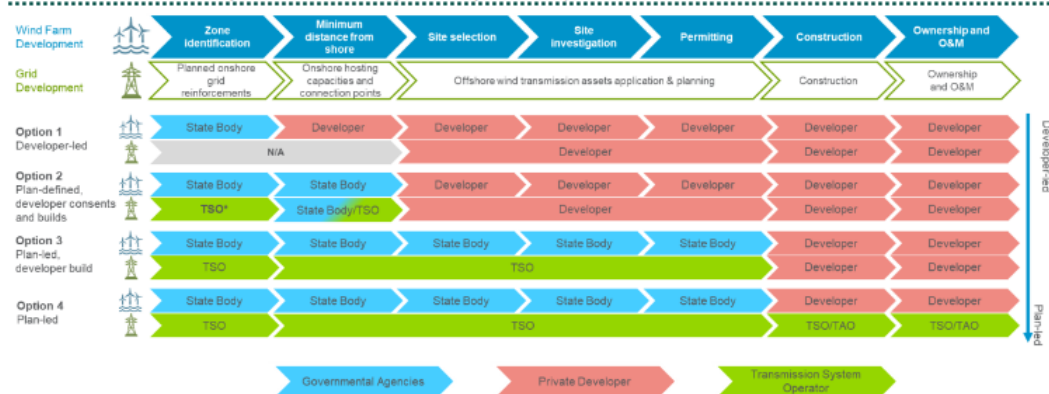 Wind Farm
Development
Zone
identification
Minimum
distance from
shore
Site selection
Site
investigation
Permitting
Construction
Ownership and
O&M
Grid
Development
Planned onshore
grid
reinforcements
Onshore hosting
capacities and
connection points
Offshore wind transmission assets application & planning
Construction
Ownership
and O&M
Option 1
Developer-led
State Body
Developer
Developer
Developer
Developer
Developer
Developer
N/A
Developer
Developer
Developer
Option 2
Plan-defined,
developer consents
and builds
State Body
State Body
Developer
Developer
Developer
Developer
Developer
TSO*
State Body/TSO
Developer
Developer
Developer
Option 3
Plan-led,
developer build
State Body
State Body
State Body
State Body
State Body
Developer
Developer
TSO
TSO
Developer
Developer
Option 4
Plan-led
State Body
State Body
State Body
State Body
State Body
Developer
Developer
TSO
TSO
TSO/TAO
TSO/TAO
Developer-led
Plan-led
Governmental Agencies
Private Developer
Transmission System
Operator